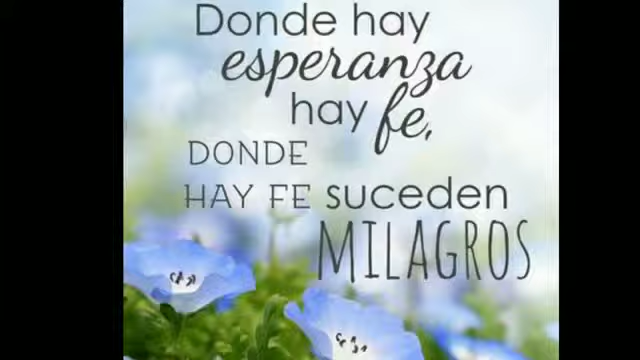 Donde hay
esperanza
hay fe,
DONDE
HAY FE suceden
MILAGROS